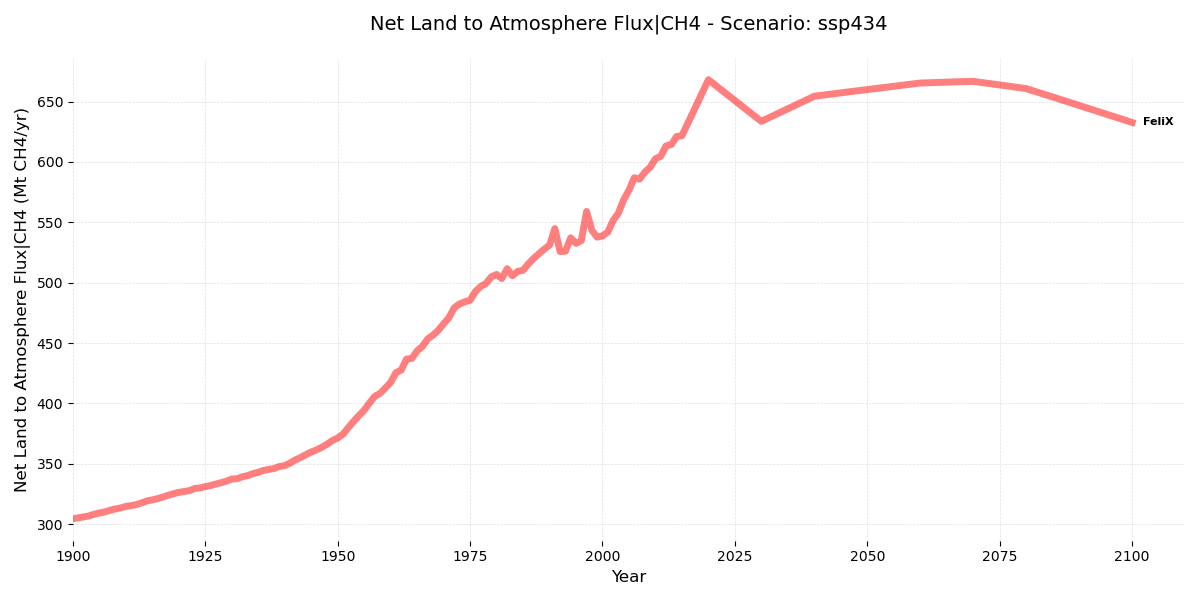 Net Land to Atmosphere Flux|CH4 - Scenario: ssp434
Net Land to Atmosphere Flux|CH4 (Mt CH4/yr)
650
600
550
500
450
400
350
300
FeliX
1900 1925 1950 1975 2000 2025 2050 2075 2100
Year